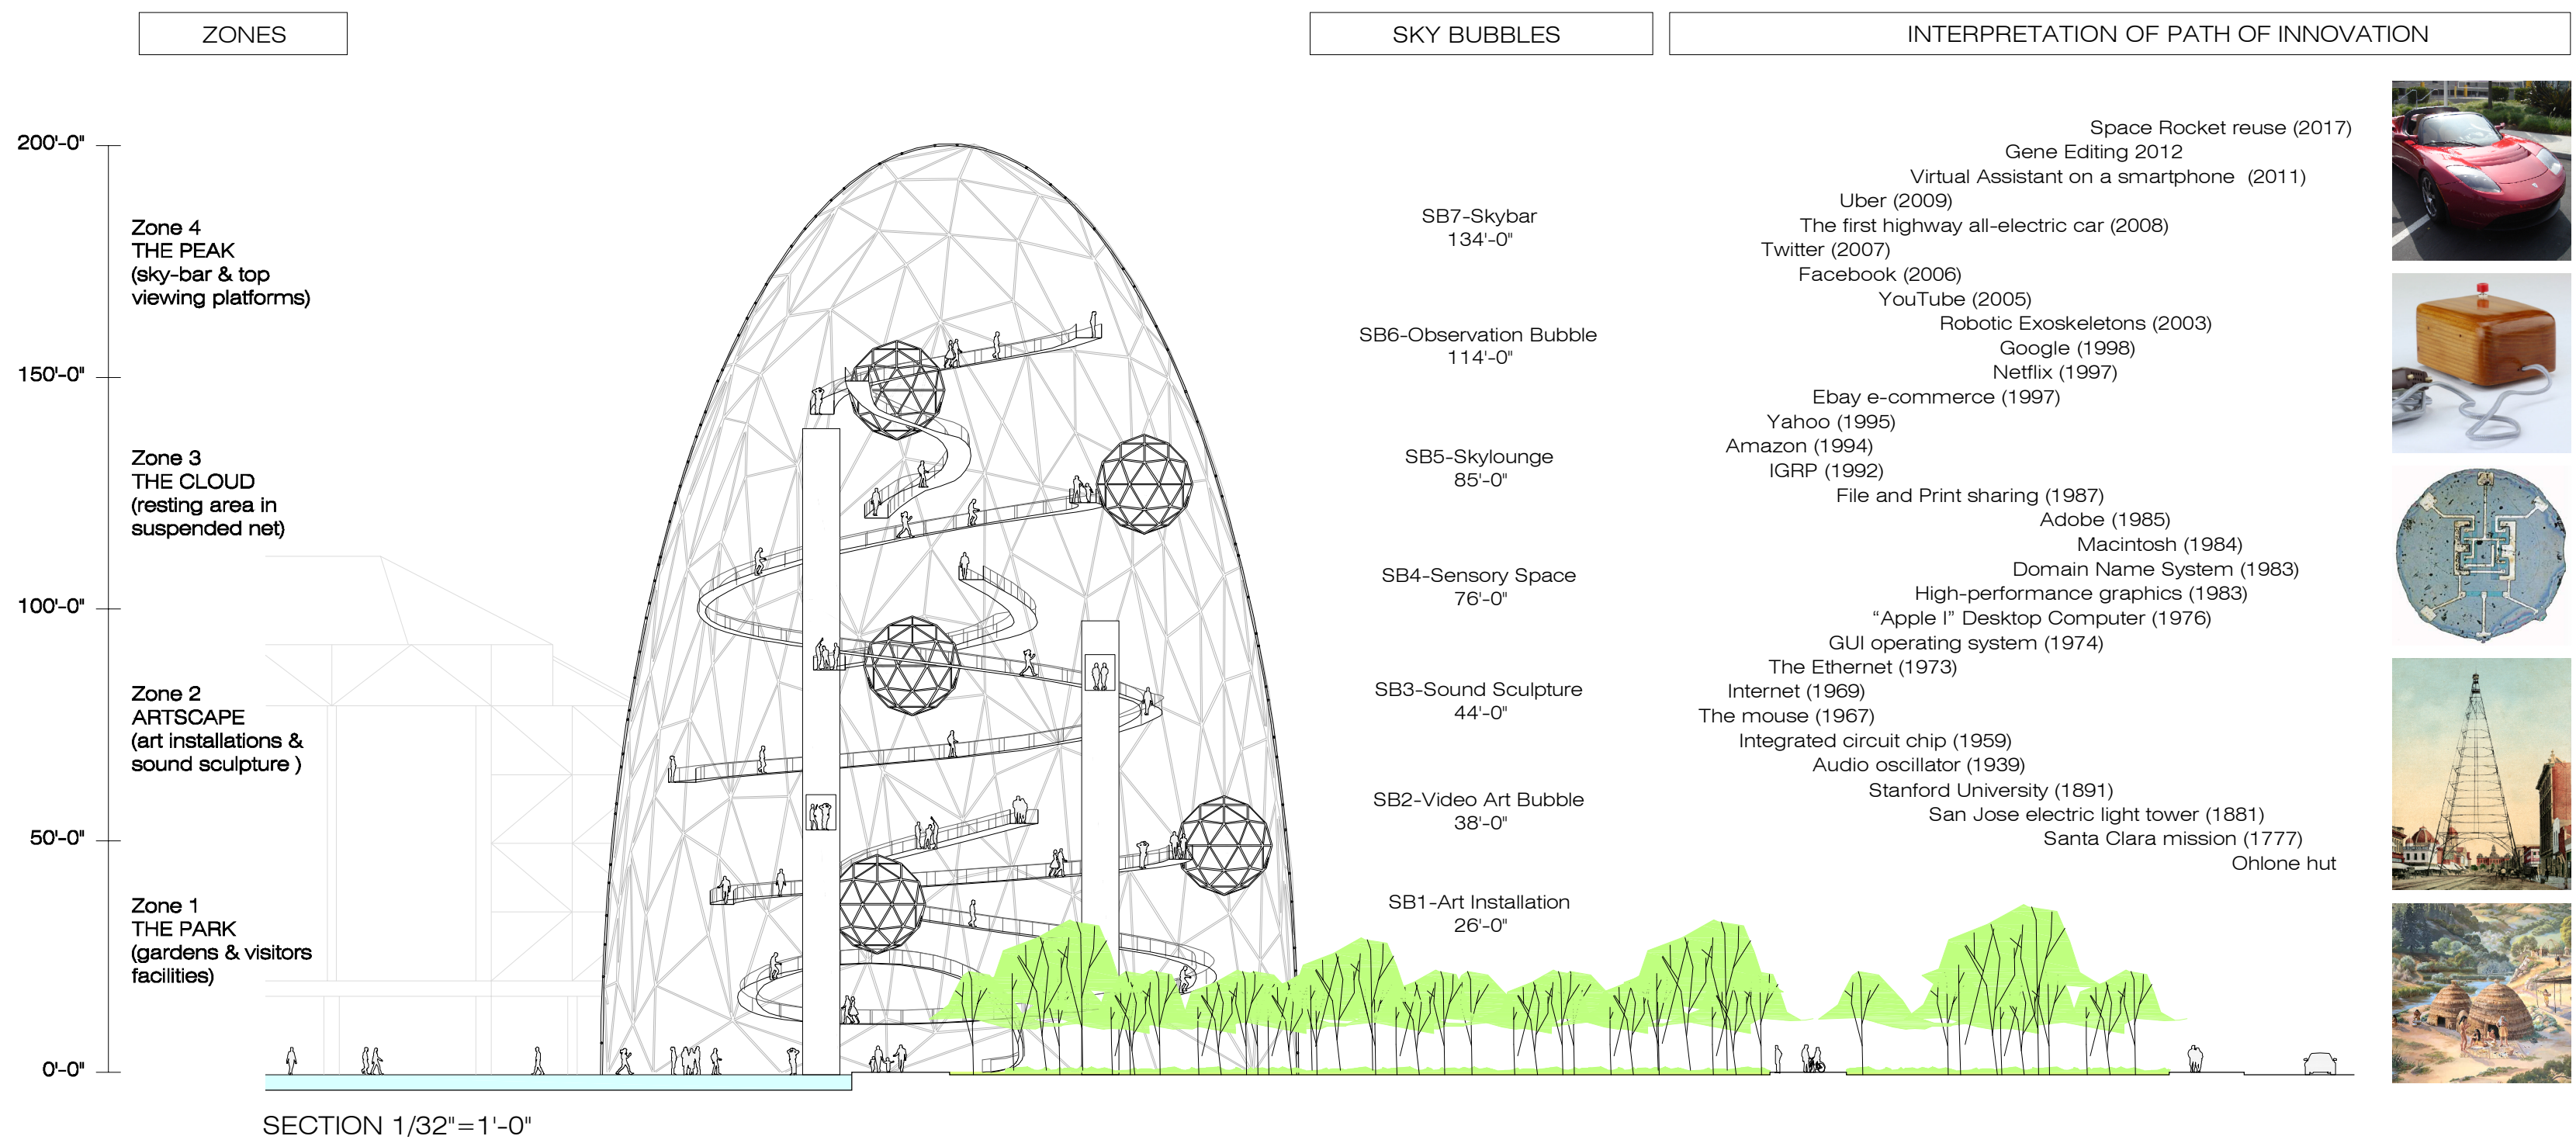 ZONES
SKY BUBBLES
INTERPRETATION OF PATH OF INNOVATION
200'-0"
150'-0"
100'-0"
50'-0"
0'-0"
Zone 4
THE PEAK
(sky-bar & top
viewing platforms)
Zone 3
THE CLOUD
(resting area in
suspended net)
Zone 2
ARTSCAPE
(art installations &
sound sculpture )
Zone 1
THE PARK
(gardens & visitors
facilities)
SB7-Skybar
134'-0"
SB6-Observation Bubble
114'-0"
SB5-Skylounge
85'-0"
SB4-Sensory Space
76'-0"
SB3-Sound Sculpture
44'-0"
SB2-Video Art Bubble
38'-0"
SB1-Art Installation
26'-0"
Space Rocket reuse (2017)
Gene Editing 2012
Virtual Assistant on a smartphone  (2011)
Uber (2009)
The first highway all-electric car (2008)
Twitter (2007)
Facebook (2006)
YouTube (2005)
Robotic Exoskeletons (2003)
Google (1998)
Netflix (1997)
Ebay e-commerce (1997)
Yahoo (1995)
Amazon (1994)
IGRP (1992)
File and Print sharing (1987)
Adobe (1985)
Macintosh (1984)
Domain Name System (1983)
High-performance graphics (1983)
“Apple I” Desktop Computer (1976)
GUI operating system (1974)
The Ethernet (1973)
Internet (1969)
The mouse (1967)
Integrated circuit chip (1959)
Audio oscillator (1939)
Stanford University (1891)
San Jose electric light tower (1881)
Santa Clara mission (1777)
Ohlone hut
SECTION 1/32"=1'-0"